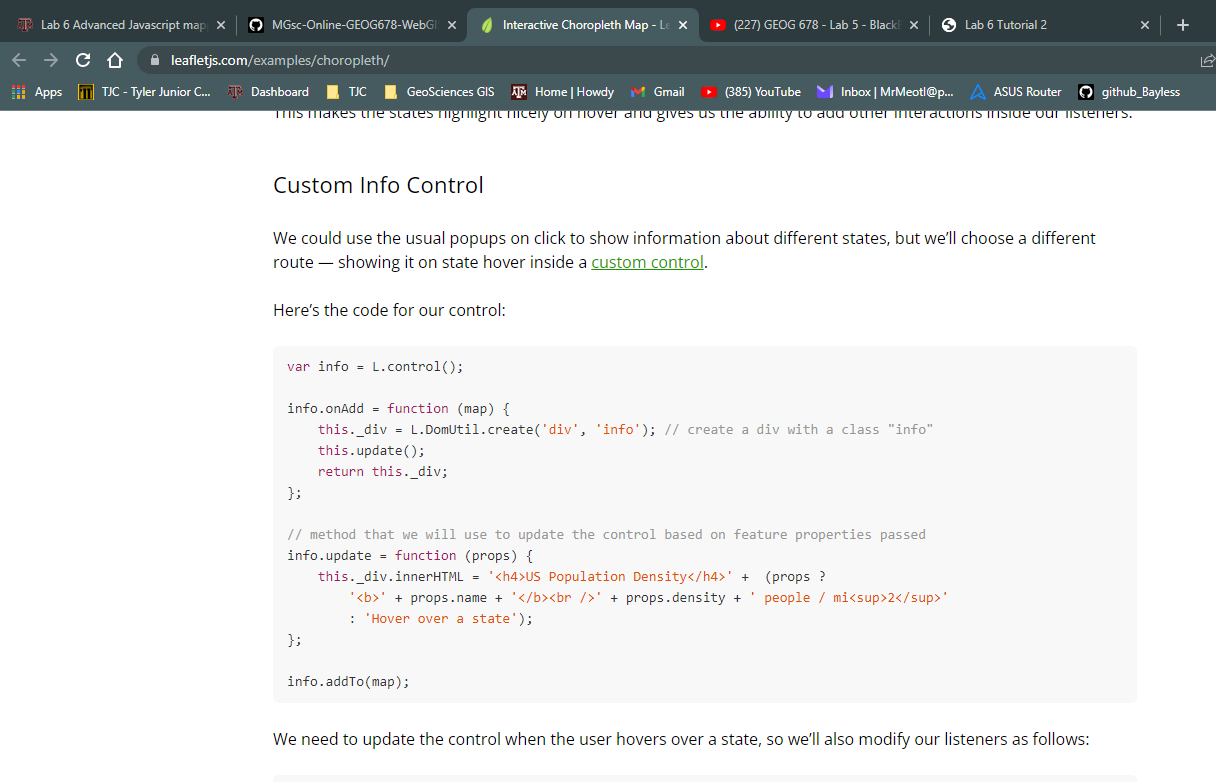 Lab 6 Advanced Javascript map
MGsc-Online-GEOG678-WebGI
Interactive Choropleth Map - Le
(227) GEOG 678 - Lab 5 - BlackB
Lab 6 Tutorial 2
leafletjs.com/examples/choropleth/
Apps
TJC - Tyler Junior C...
Dashboard
TJC
GeoSciences GIS
Home | Howdy
Gmail
(385) YouTube
Inbox | MrMeotl@p...
ASUS Router
github_Bayless
This makes the states highlight nicely on hover and gives us the ability to add other interactions inside our listeners.
Custom Info Control
We could use the usual popups on click to show information about different states, but we’ll choose a different
route — showing it on state hover inside a custom control.
Here’s the code for our control:
var info = L.control();
info.onAdd = function (map) {
    this._div = L.DomUtil.create('div', 'info'); // create a div with a class "info"
    this.update();
    return this._div;
};
// method that we will use to update the control based on feature properties passed
info.update = function (props) {
    this._div.innerHTML = '<h4>US Population Density</h4>' +  (props ?
        '<b>' + props.name + '</b><br />' + props.density + ' people / mi<sup>2</sup>'
        : 'Hover over a state');
};
info.addTo(map);
We need to update the control when the user hovers over a state, so we’ll also modify our listeners as follows: